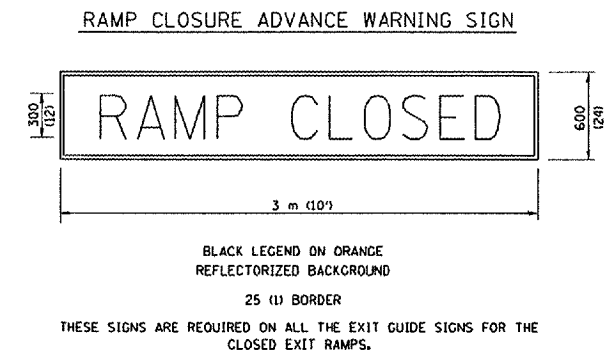 RAMP CLOSURE ADVANCE WARNING SIGN
RAMP CLOSED
300
(12)
600
(24)
3 m (10')
BLACK LEGEND ON ORANGE
REFLECTORIZED BACKGROUND
25 (1) BORDER
THESE SIGNS ARE REQUIRED ON ALL THE EXIT GUIDE SIGNS FOR THE
CLOSED EXIT RAMPS.